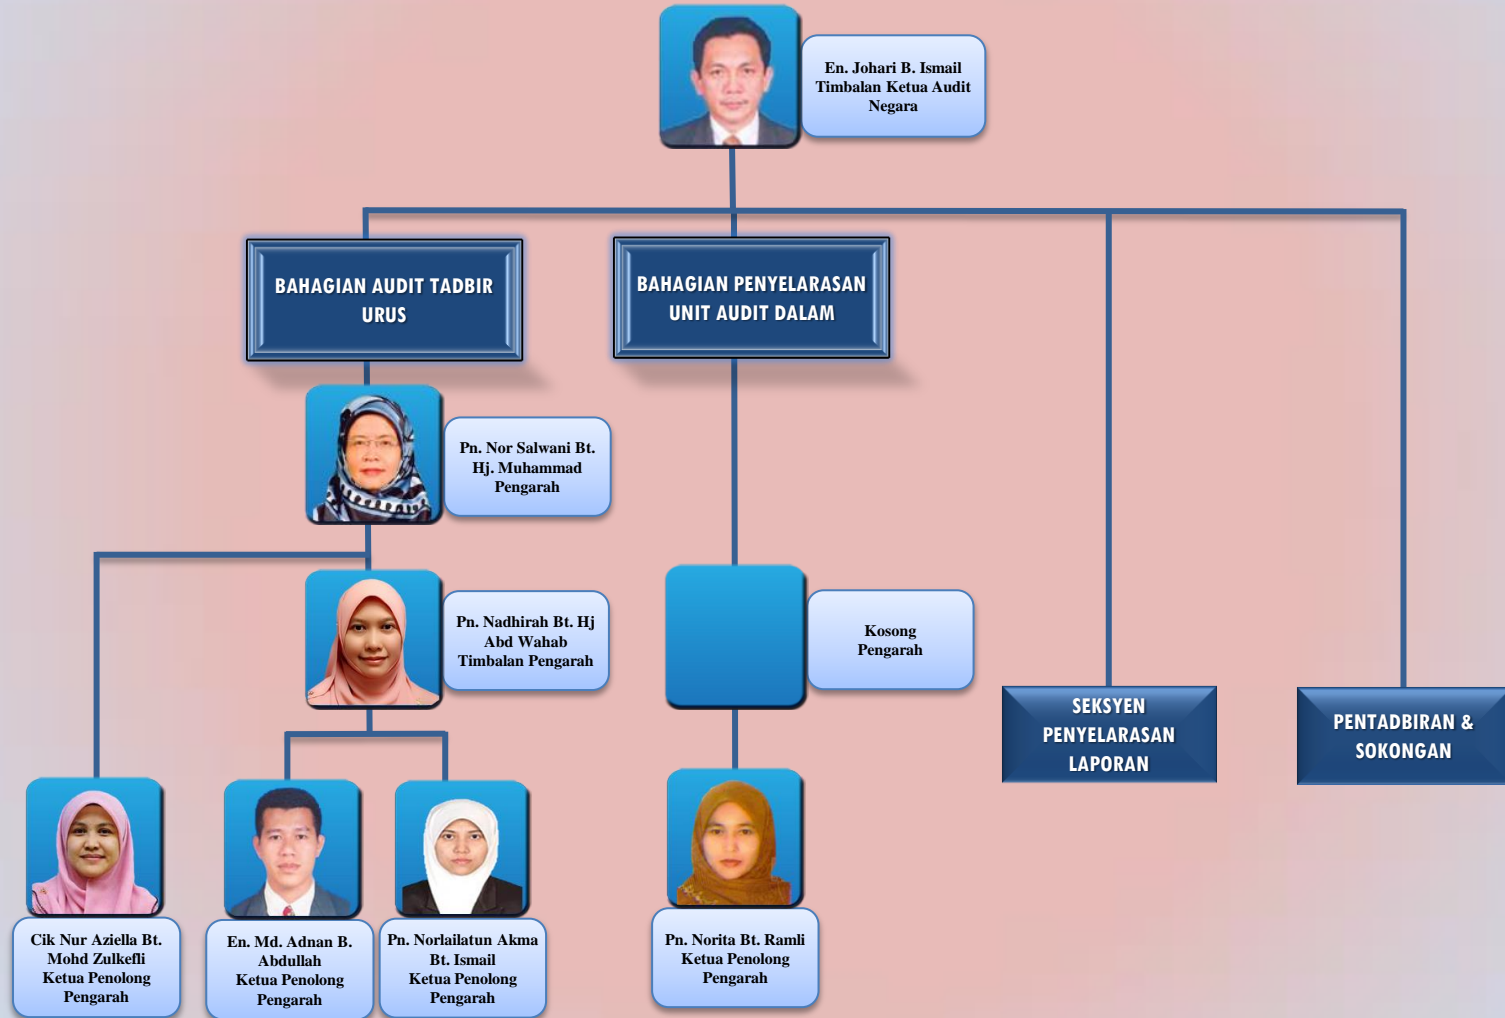 En. Johari B. Ismail
Timbalan Ketua Audit
Negara
BAHAGIAN AUDIT TADBIR
URUS
BAHAGIAN PENYELARASAN
UNIT AUDIT DALAM
Pn. Nor Salwani Bt.
Hj. Muhammad
Pengarah
Pn. Nadhirah Bt. Hj
Abd Wahab
Timbalan Pengarah
Kosong
Pengarah
SEKSYEN
PENYELARASAN
LAPORAN
PENTADBIRAN &
SOKONGAN
Cik Nur Aziella Bt.
Mohd Zulkefli
Ketua Penolong
Pengarah
En. Md. Adnan B.
Abdullah
Ketua Penolong
Pengarah
Pn. Norlailatun Akma
Bt. Ismail
Ketua Penolong
Pengarah
Pn. Norita Bt. Ramli
Ketua Penolong
Pengarah